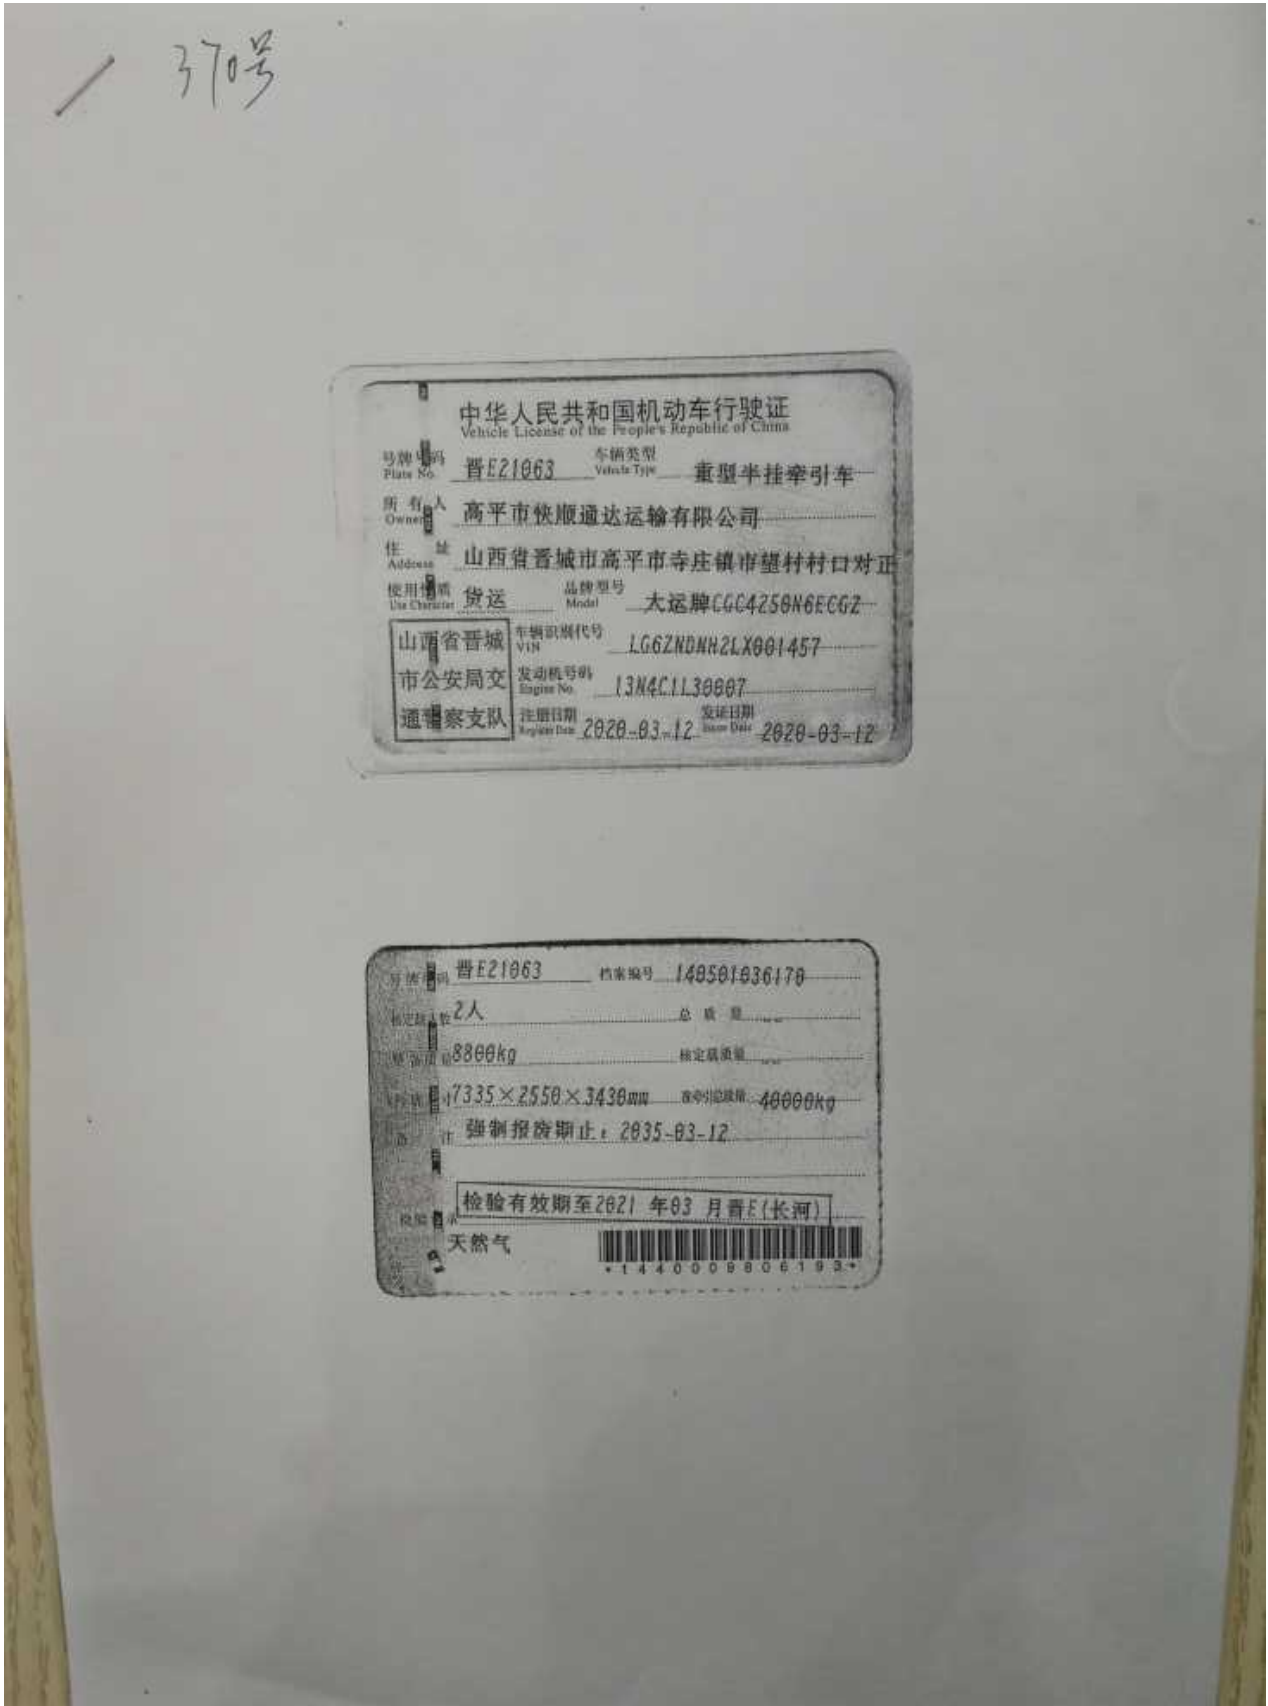 370号
中华人民共和国机动车行驶证
Vehicle License of the People's Republic of China
号牌号码 晋E21063 车辆类型 重型半挂牵引车
Plate No. Vehicle Type
所有人 高平市快顺通达运输有限公司
Owner
住址 山西省晋城市高平市寺庄镇市望村村口对正
Address
使用性质 货运 品牌型号 大运牌CGC4250N6ECGZ
Use Character Model
山西省晋城 车辆识别代号 LG6ZNDNH2LX001457
VIN
市公安局交 发动机号码 13N4C1L30007
Engine No.
通警察支队 注册日期 2020-03-12 发证日期 2020-03-12
Register Date Issue Date
号牌号码 晋E21063 档案编号 140501036170
核定载人数 2人 总质量 --
整备质量 8800kg 核定载质量 --
外廓尺寸 7335×2550×3430mm 准牵引总质量 40000kg
备注 强制报废期止：2035-03-12
检验有效期至2021年03月晋E(长河)
检验记录
天然气
*1440009806193*